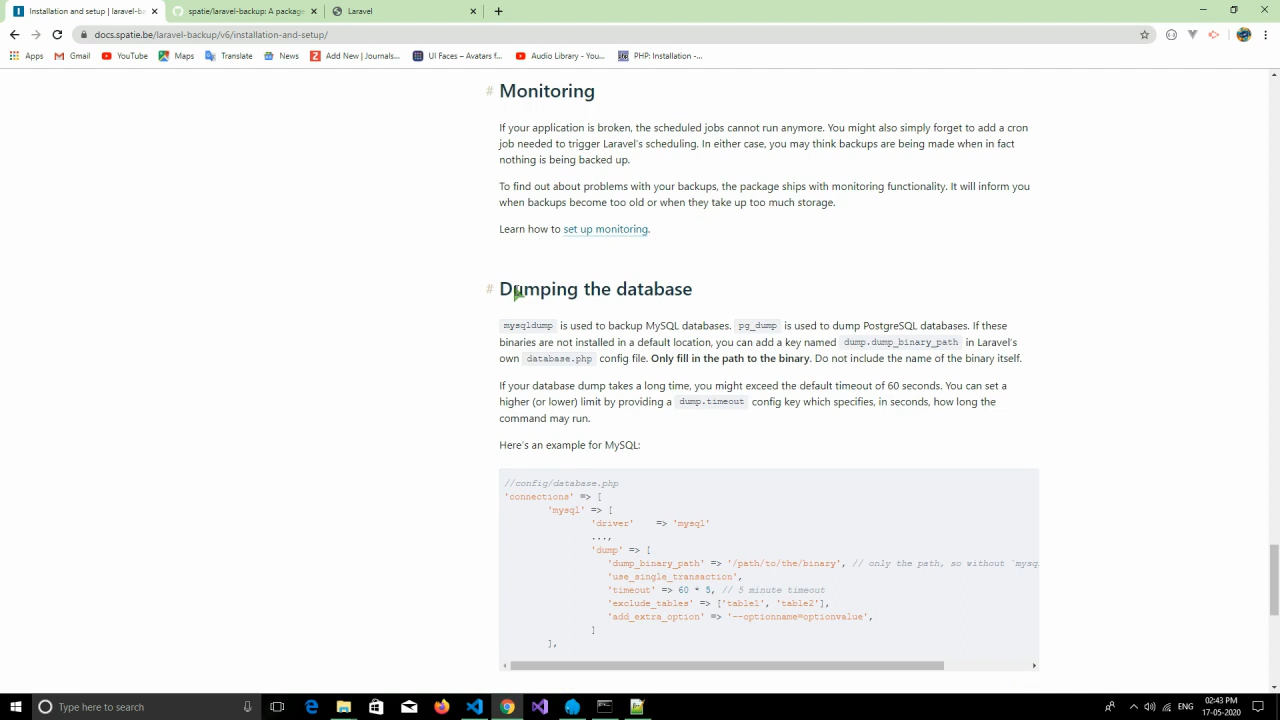 Installation and setup | laravel-ba
spatie/laravel-backup: A package
Laravel
docs.spatie.be/laravel-backup/v6/installation-and-setup/
Apps
Gmail
YouTube
Maps
Translate
News
Add New | Journals...
UI Faces – Avatars f...
Audio Library - You...
PHP: Installation -...
# Monitoring
If your application is broken, the scheduled jobs cannot run anymore. You might also simply forget to add a cron
job needed to trigger Laravel's scheduling. In either case, you may think backups are being made when in fact
nothing is being backed up.
To find out about problems with your backups, the package ships with monitoring functionality. It will inform you
when backups become too old or when they take up too much storage.
Learn how to set up monitoring.
# Dumping the database
mysqldump is used to backup MySQL databases. pg_dump is used to dump PostgreSQL databases. If these
binaries are not installed in a default location, you can add a key named dump.dump_binary_path in Laravel's
own database.php config file. Only fill in the path to the binary. Do not include the name of the binary itself.
If your database dump takes a long time, you might exceed the default timeout of 60 seconds. You can set a
higher (or lower) limit by providing a dump.timeout config key which specifies, in seconds, how long the
command may run.
Here's an example for MySQL:
//config/database.php
'connections' => [
'mysql' => [
'driver' => 'mysql'
...,
'dump' => [
'dump_binary_path' => '/path/to/the/binary', // only the path, so without `mysq
'use_single_transaction',
'timeout' => 60 * 5, // 5 minute timeout
'exclude_tables' => ['table1', 'table2'],
'add_extra_option' => '--optionname=optionvalue',
]
],
Type here to search
ENG
02:43 PM
17-05-2020